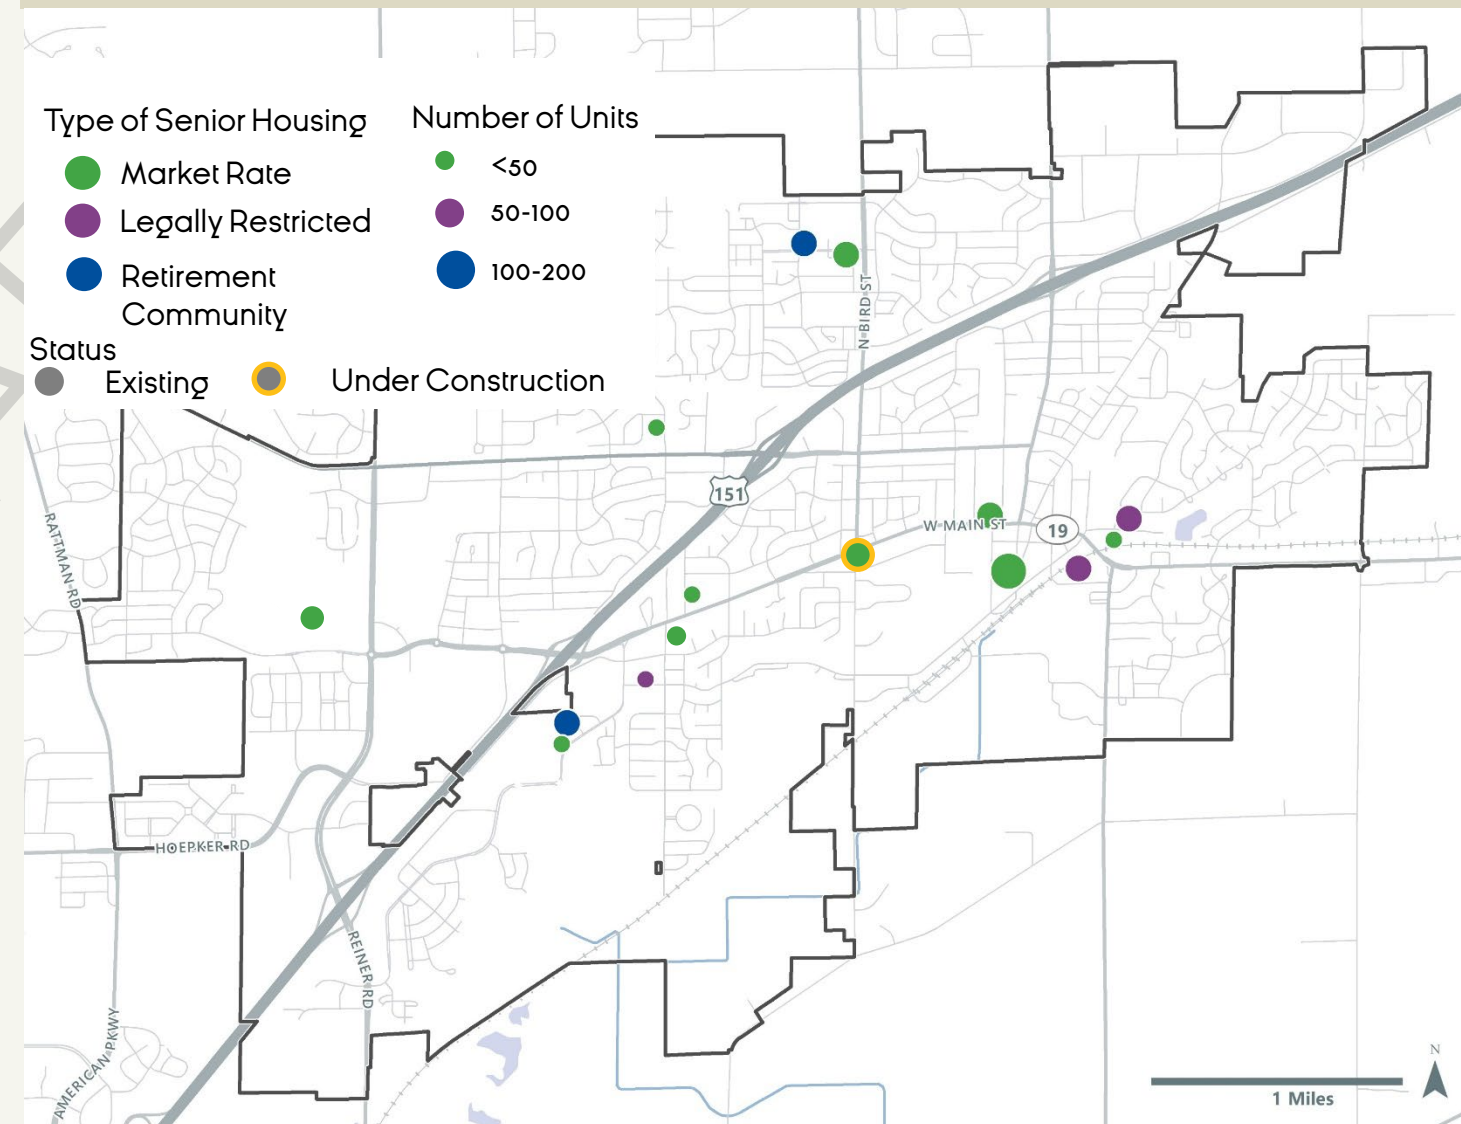 Type of Senior Housing
Market Rate
Legally Restricted
Retirement
Community
Number of Units
<50
50-100
100-200
Status
Existing
Under Construction
N BIRD ST
151
W MAIN ST
19
RATTMAN RD
HOEPKER RD
REINER RD
AMERICAN PKWY
N
1 Miles